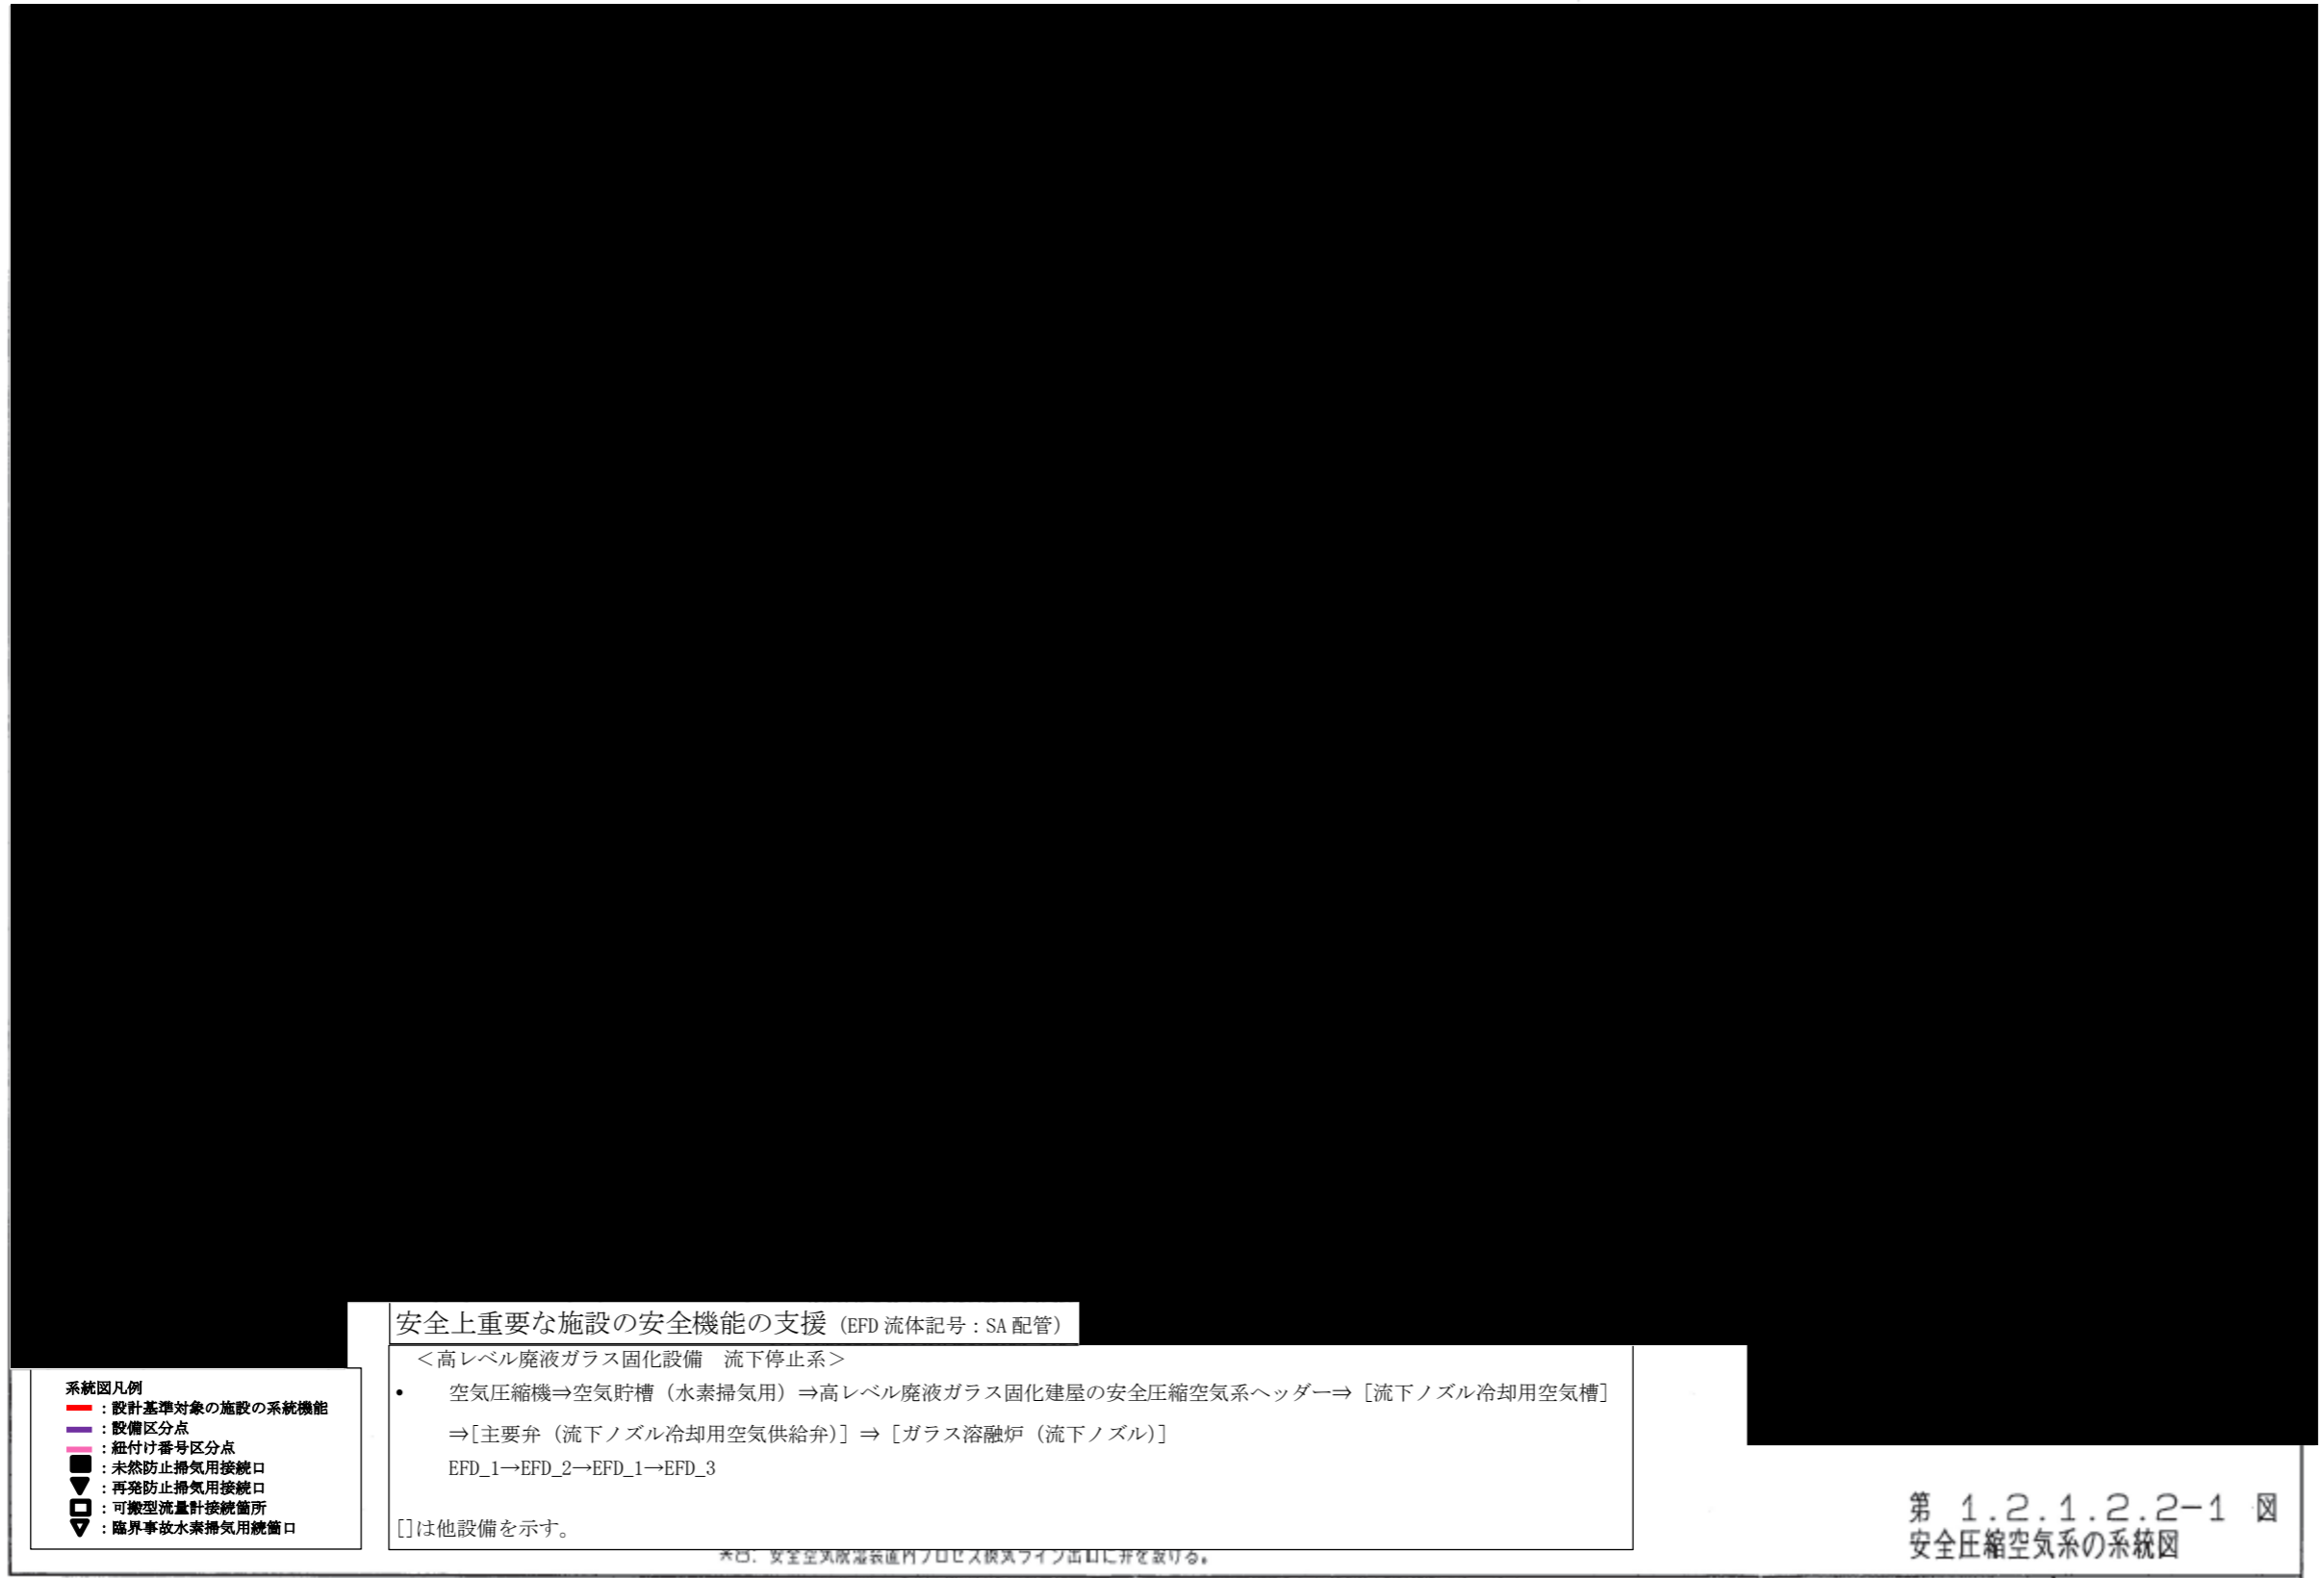 安全上重要な施設の安全機能の支援（EFD 流体記号：SA 配管）
＜高レベル廃液ガラス固化設備　流下停止系＞
• 空気圧縮機⇒空気貯槽（水素掃気用）⇒高レベル廃液ガラス固化建屋の安全圧縮空気系ヘッダー⇒［流下ノズル冷却用空気槽］
⇒[主要弁（流下ノズル冷却用空気供給弁）］⇒［ガラス溶融炉（流下ノズル）］
EFD_1→EFD_2→EFD_1→EFD_3
[]は他設備を示す。
系統図凡例
：設計基準対象の施設の系統機能
：設備区分点
：紐付け番号区分点
：未然防止掃気用接続口
：再発防止掃気用接続口
：可搬型流量計接続箇所
：臨界事故水素掃気用続箇口
第 1.2.1.2.2-1 図
安全圧縮空気系の系統図